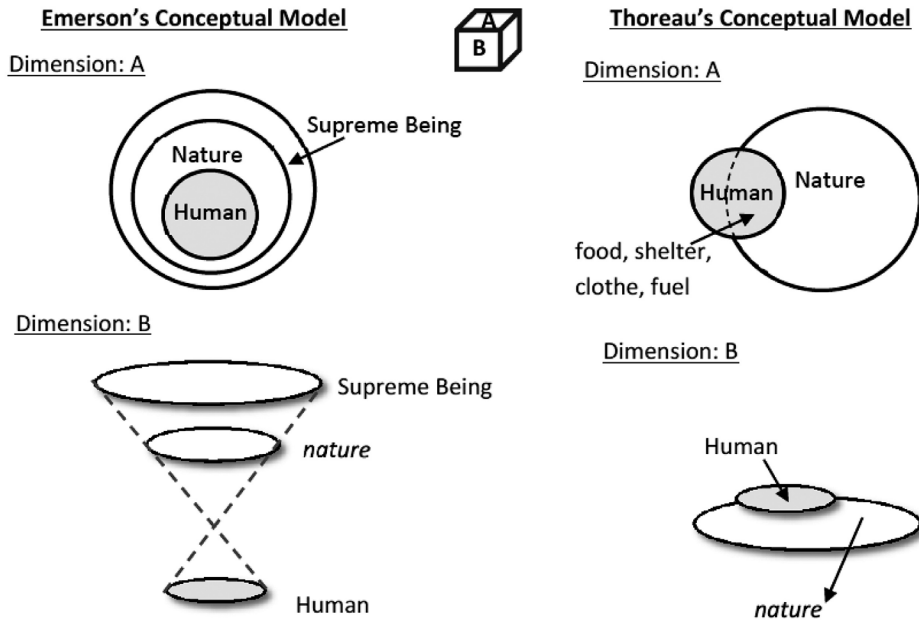 Emerson's Conceptual Model
Dimension: A
Supreme Being
Nature
Human
Dimension: B
Supreme Being
nature
Human
A
B
Thoreau's Conceptual Model
Dimension: A
Human
Nature
food, shelter,
clothe, fuel
Dimension: B
Human
nature